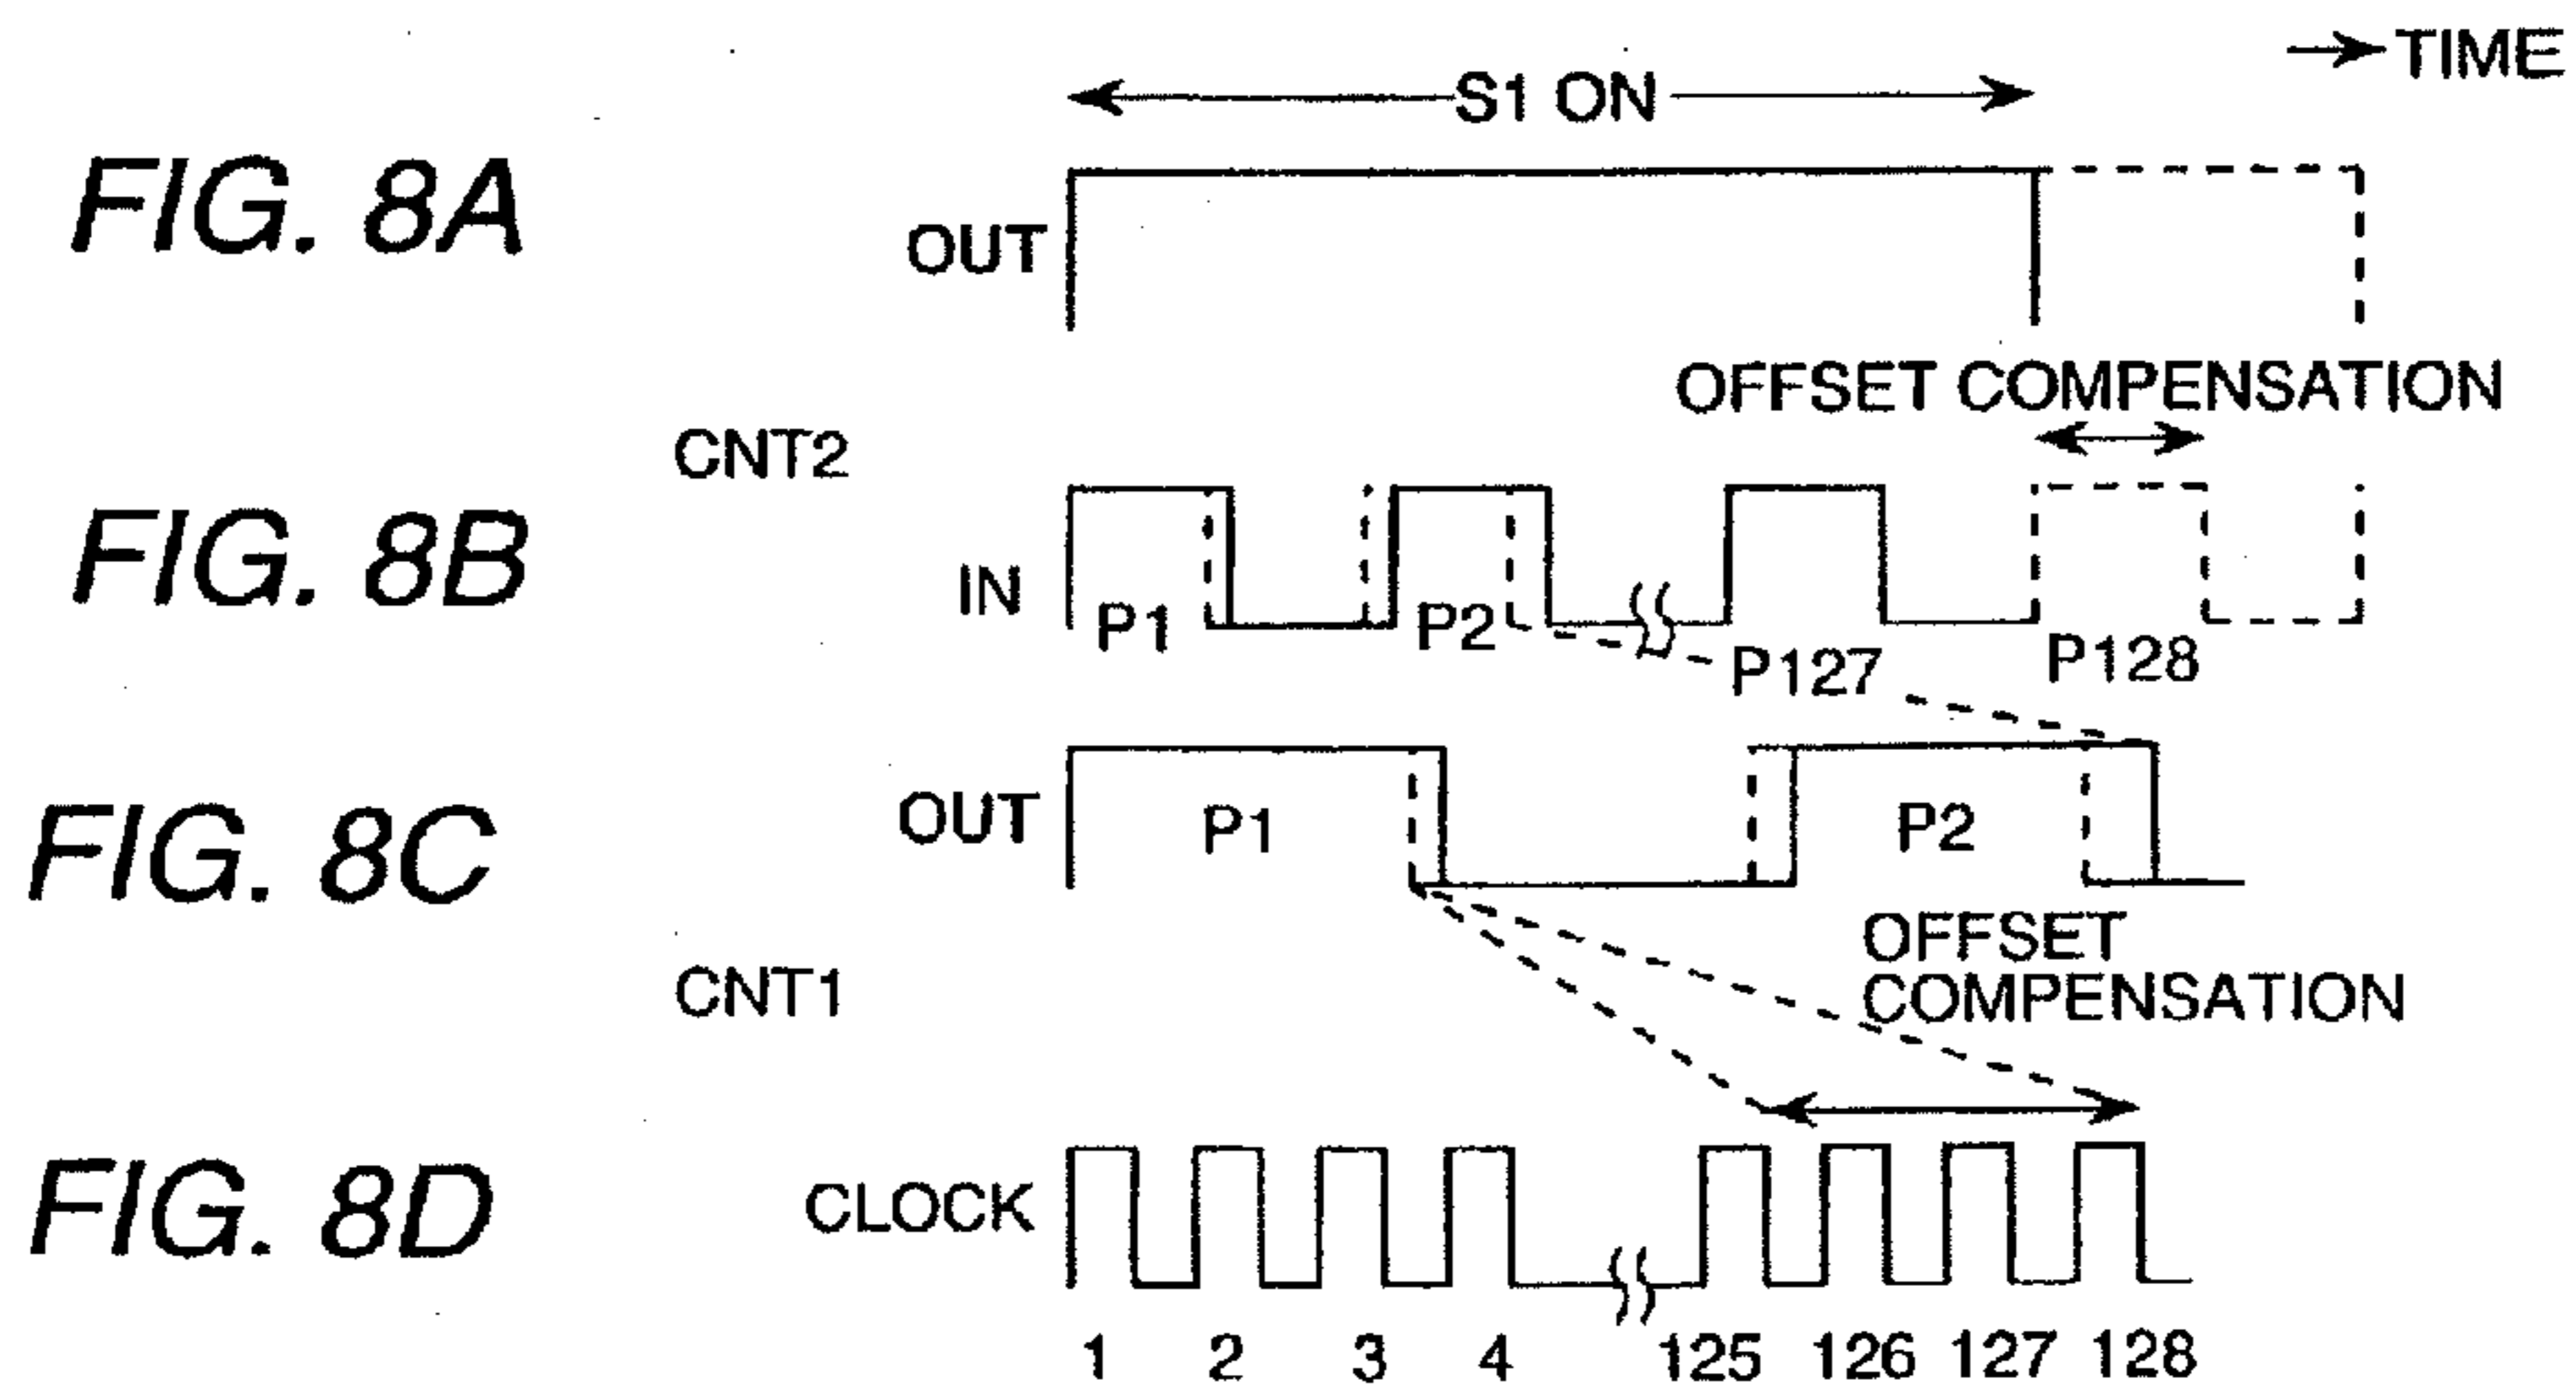 TIME
S1 ON
FIG. 8A
OUT
OFFSET COMPENSATION
CNT2
FIG. 8B
IN
P1 P2 P127 P128
FIG. 8C
OUT
P1 P2
OFFSET
COMPENSATION
CNT1
FIG. 8D
CLOCK
1 2 3 4 125 126 127 128